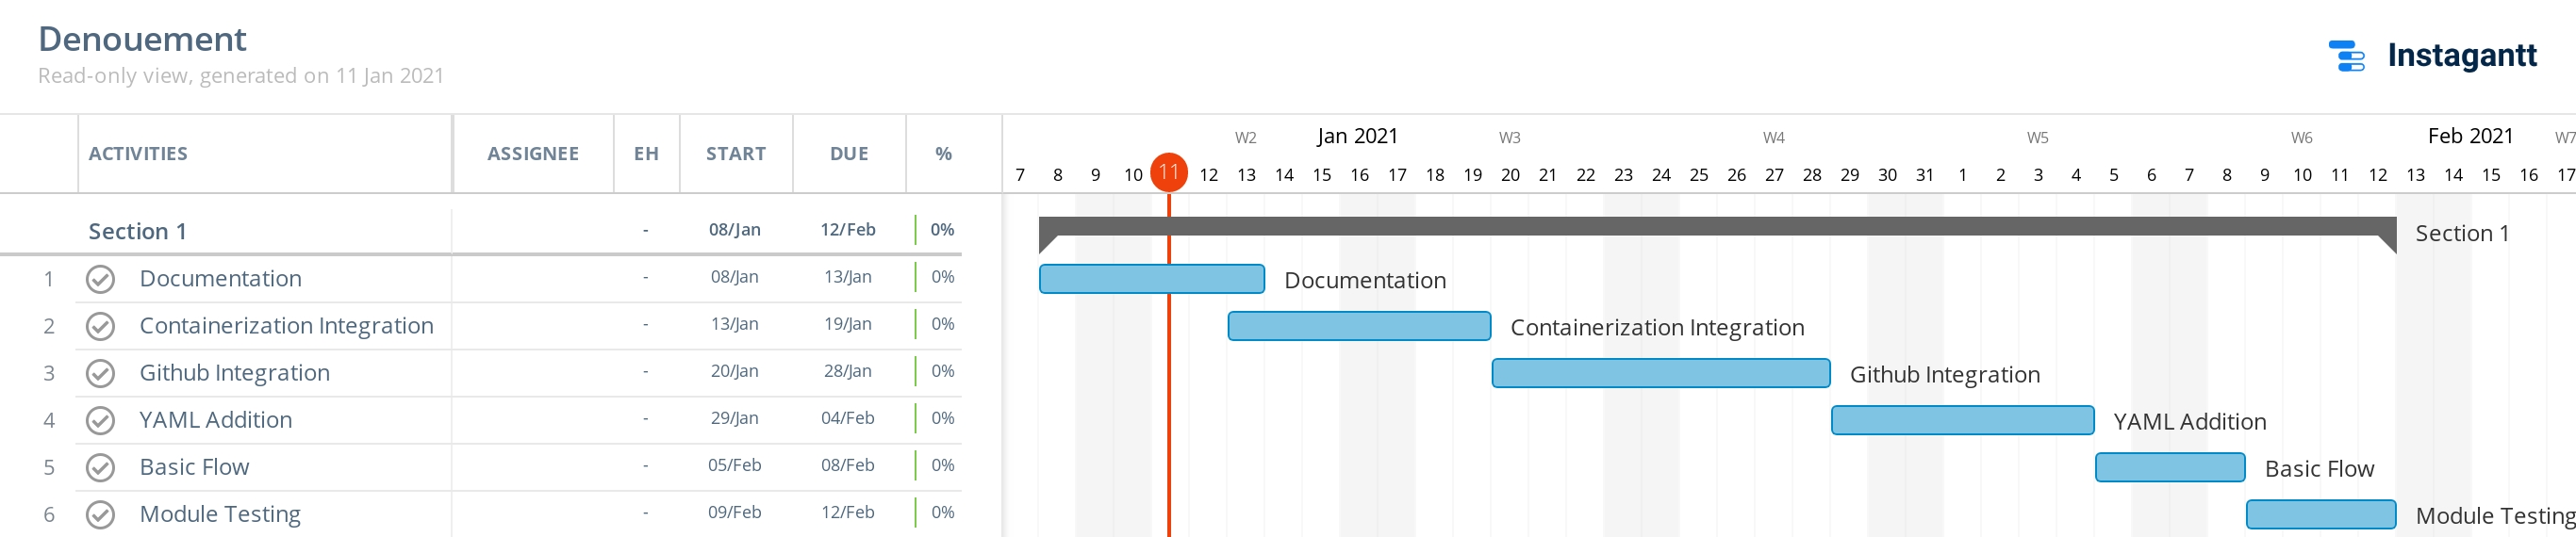 Denouement
Read-only view, generated on 11 Jan 2021
Instagantt
ACTIVITIES ASSIGNEE EH START DUE %
W2 Jan 2021 W3 W4 W5 W6 Feb 2021 W7
7 8 9 10 11 12 13 14 15 16 17 18 19 20 21 22 23 24 25 26 27 28 29 30 31 1 2 3 4 5 6 7 8 9 10 11 12 13 14 15 16 17
Section 1 - 08/Jan 12/Feb 0% Section 1
1 Documentation - 08/Jan 13/Jan 0% Documentation
2 Containerization Integration - 13/Jan 19/Jan 0% Containerization Integration
3 Github Integration - 20/Jan 28/Jan 0% Github Integration
4 YAML Addition - 29/Jan 04/Feb 0% YAML Addition
5 Basic Flow - 05/Feb 08/Feb 0% Basic Flow
6 Module Testing - 09/Feb 12/Feb 0% Module Testing